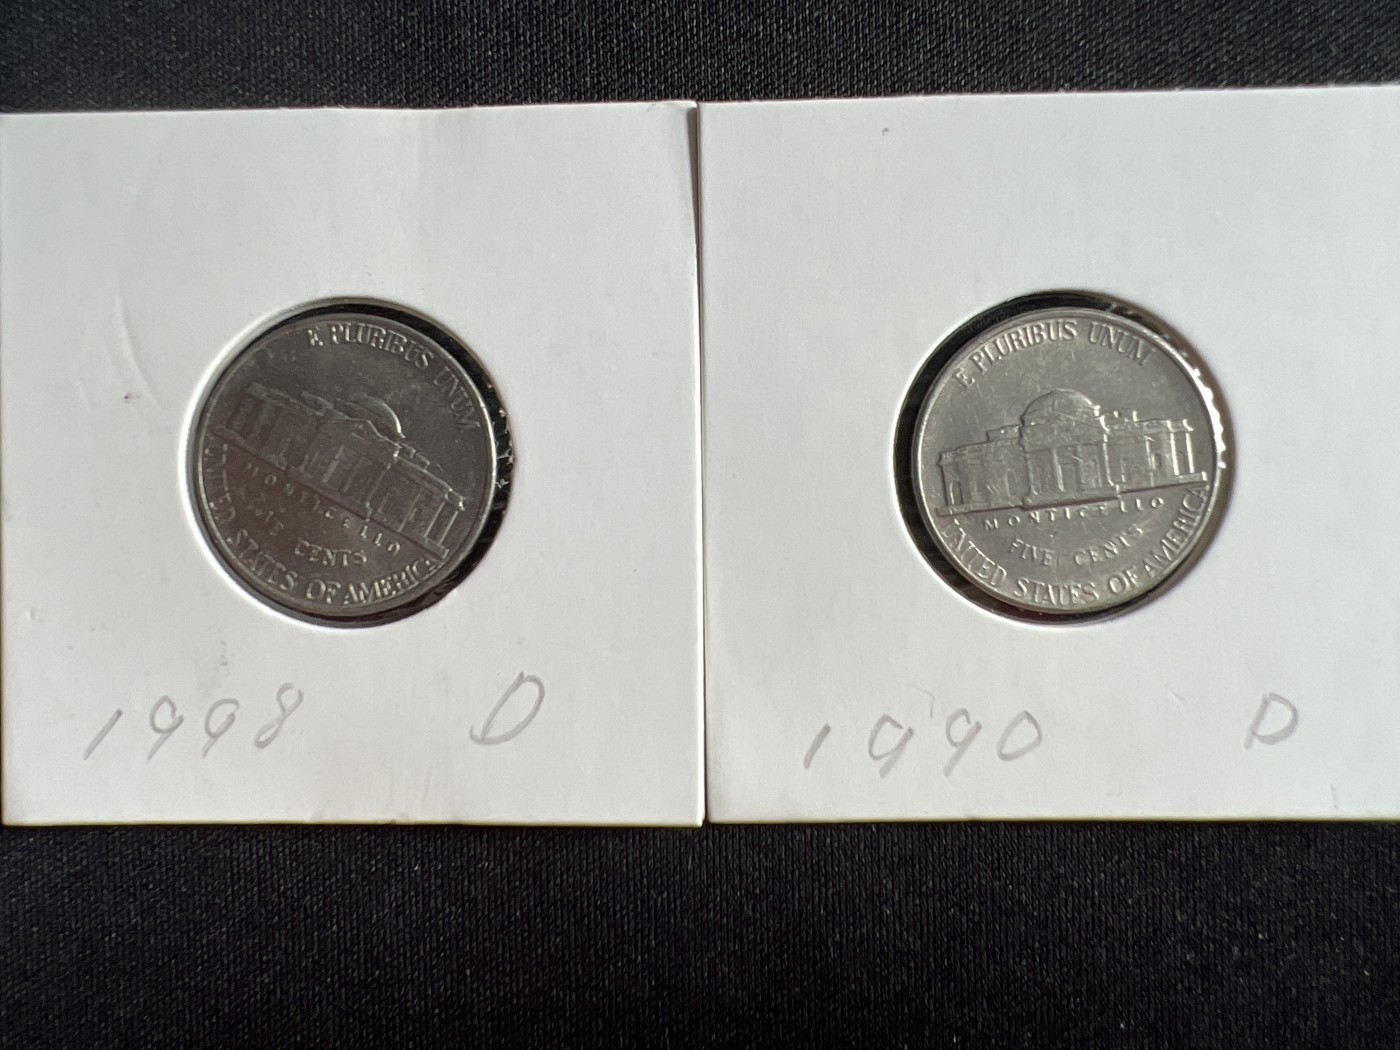 E PLURIBUS UNUM
MONTICELLO
FIVE CENTS
UNITED STATES OF AMERICA
1998 D
E PLURIBUS UNUM
MONTICELLO
FIVE CENTS
UNITED STATES OF AMERICA
1990 D